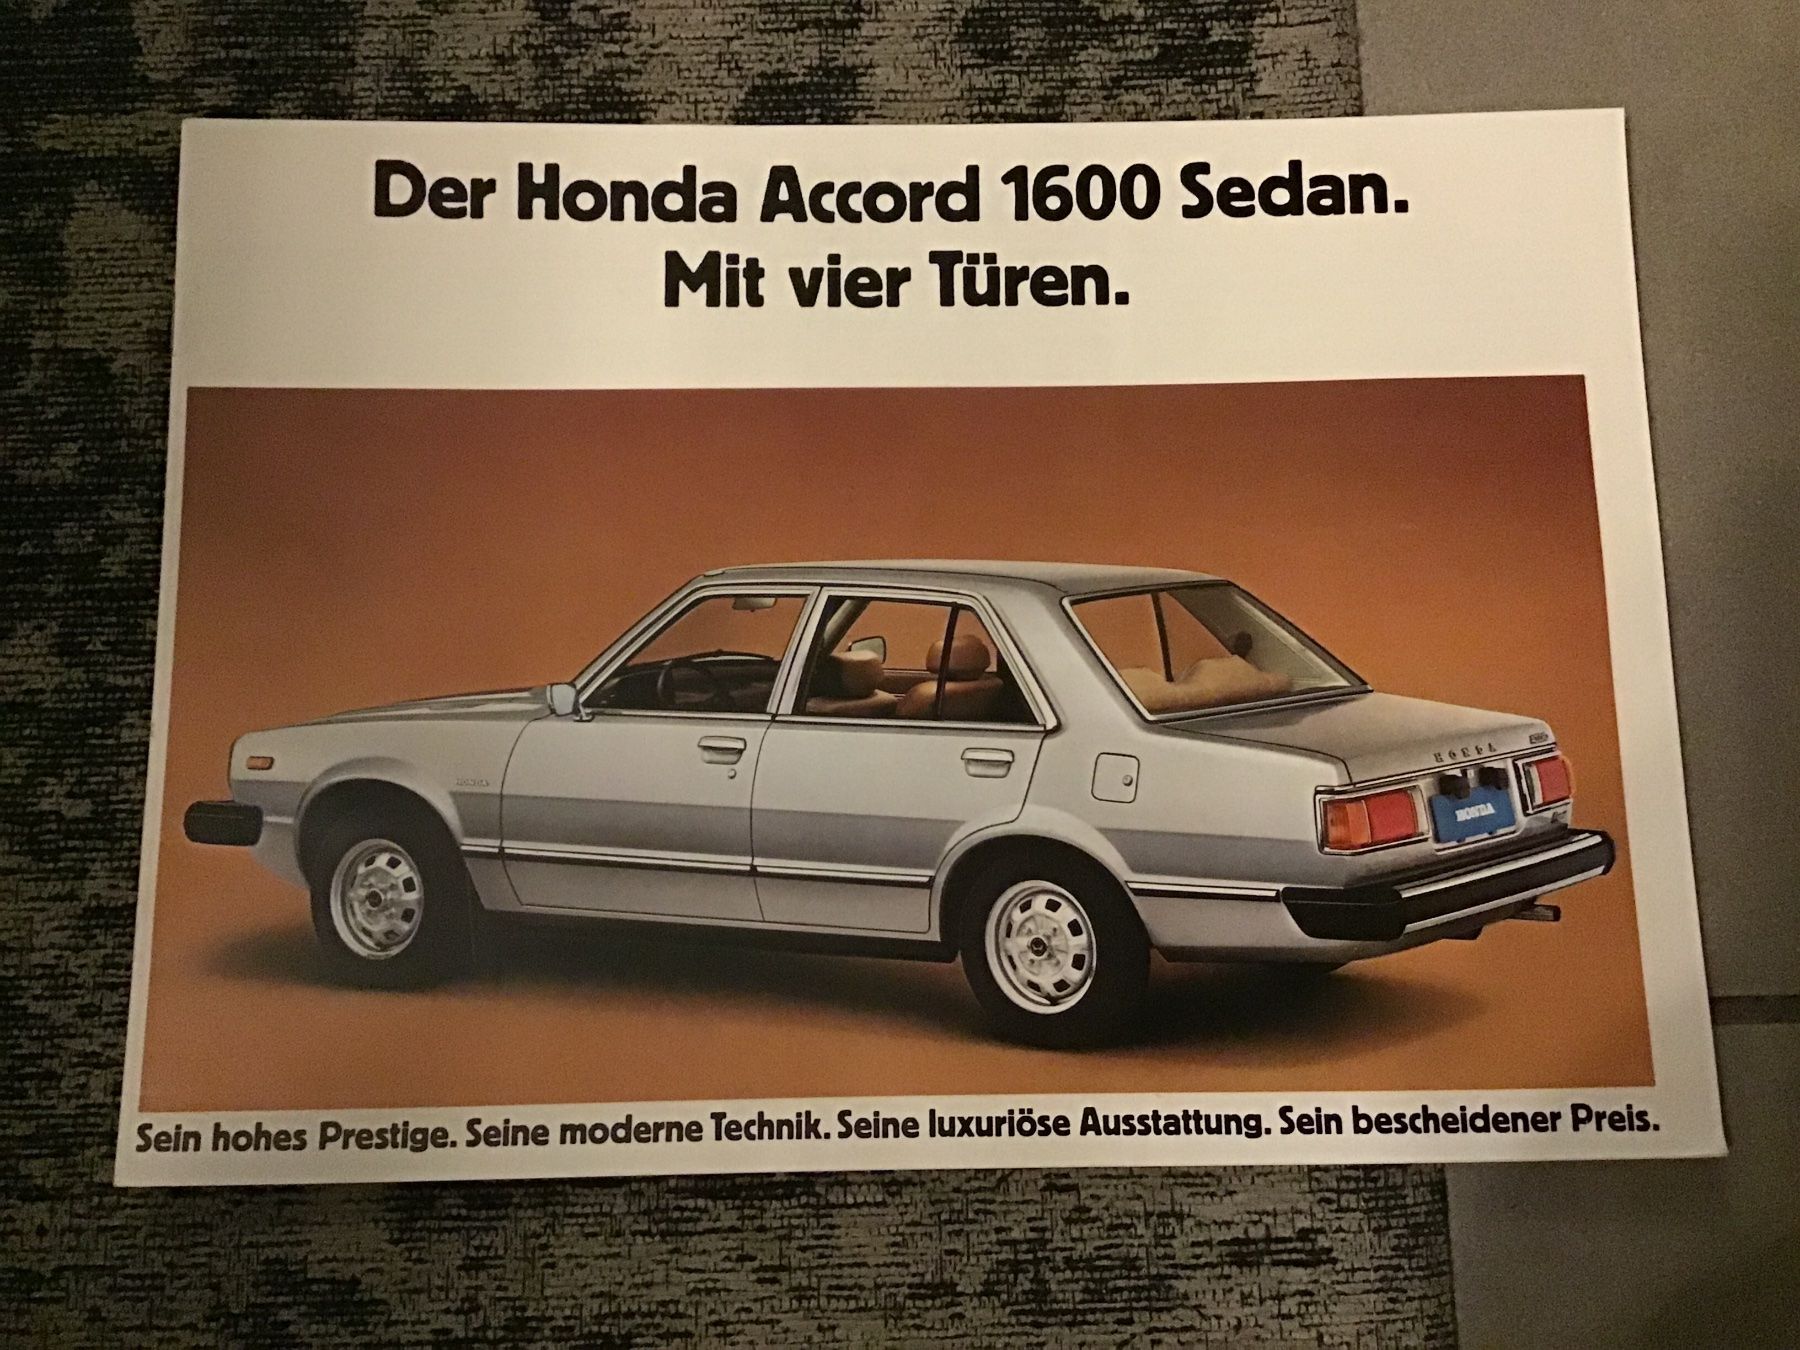 Der Honda Accord 1600 Sedan.
Mit vier Türen.
HONDA
HONDA
HONDA
Sein hohes Prestige. Seine moderne Technik. Seine luxuriöse Ausstattung. Sein bescheidener Preis.